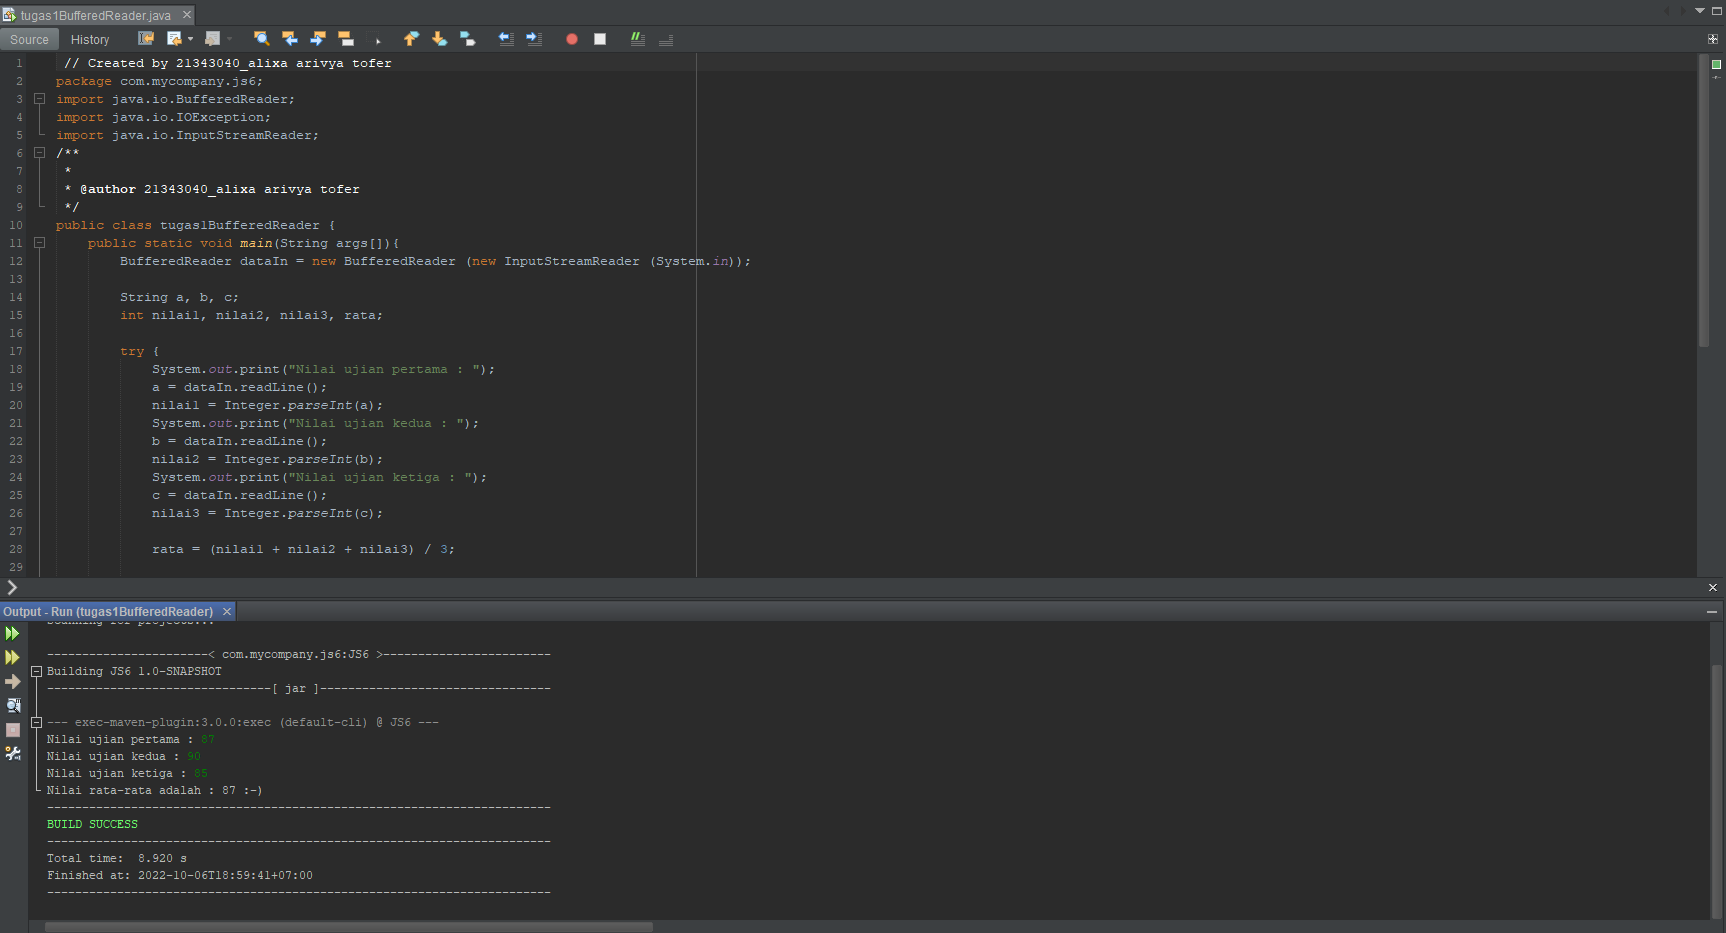 tugas1BufferedReader.java
Source History
1 // Created by 21343040_alixa arivya tofer
2 package com.mycompany.js6;
3 import java.io.BufferedReader;
4 import java.io.IOException;
5 import java.io.InputStreamReader;
6 /**
7 *
8 * @author 21343040_alixa arivya tofer
9 */
10 public class tugas1BufferedReader {
11 public static void main(String args[]){
12 BufferedReader dataIn = new BufferedReader (new InputStreamReader (System.in));
13
14 String a, b, c;
15 int nilai1, nilai2, nilai3, rata;
16
17 try {
18 System.out.print("Nilai ujian pertama : ");
19 a = dataIn.readLine();
20 nilai1 = Integer.parseInt(a);
21 System.out.print("Nilai ujian kedua : ");
22 b = dataIn.readLine();
23 nilai2 = Integer.parseInt(b);
24 System.out.print("Nilai ujian ketiga : ");
25 c = dataIn.readLine();
26 nilai3 = Integer.parseInt(c);
27
28 rata = (nilai1 + nilai2 + nilai3) / 3;
29
Output - Run (tugas1BufferedReader)
Scanning for projects...
-----------------------< com.mycompany.js6:JS6 >------------------------
Building JS6 1.0-SNAPSHOT
--------------------------------[ jar ]---------------------------------
--- exec-maven-plugin:3.0.0:exec (default-cli) @ JS6 ---
Nilai ujian pertama : 87
Nilai ujian kedua : 90
Nilai ujian ketiga : 85
Nilai rata-rata adalah : 87 :-)
------------------------------------------------------------------------
BUILD SUCCESS
------------------------------------------------------------------------
Total time: 8.920 s
Finished at: 2022-10-06T18:59:41+07:00
------------------------------------------------------------------------